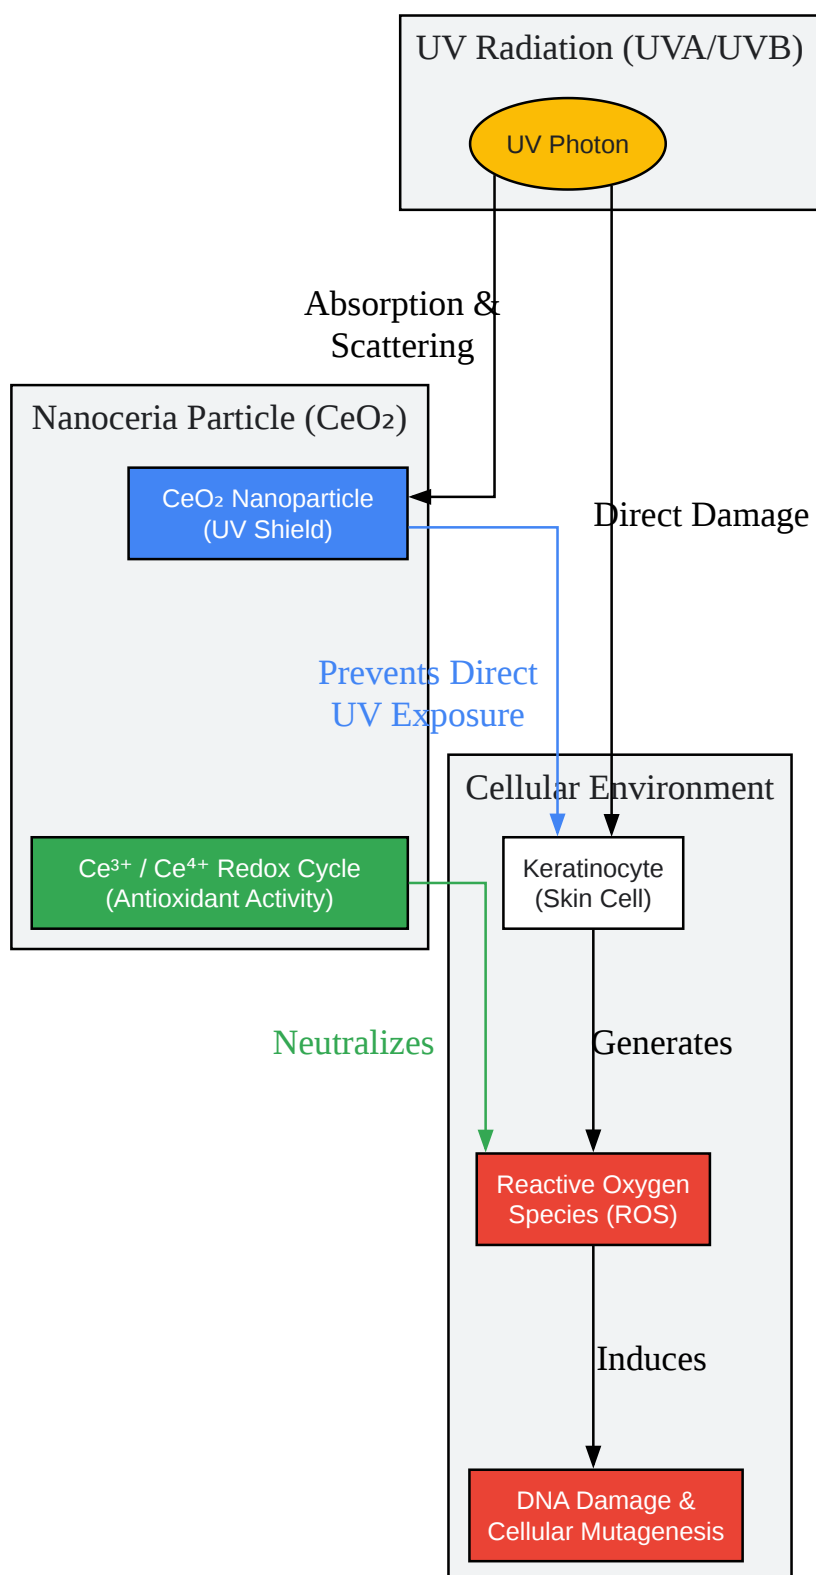 UV Radiation (UVA/UVB)
UV Photon
Absorption &
Scattering
Nanoceria Particle (CeO₂)
CeO₂ Nanoparticle
(UV Shield)
Direct Damage
Prevents Direct
UV Exposure
Cellular Environment
Ce³⁺ / Ce⁴⁺ Redox Cycle
(Antioxidant Activity)
Keratinocyte
(Skin Cell)
Neutralizes
Generates
Reactive Oxygen
Species (ROS)
Induces
DNA Damage &
Cellular Mutagenesis